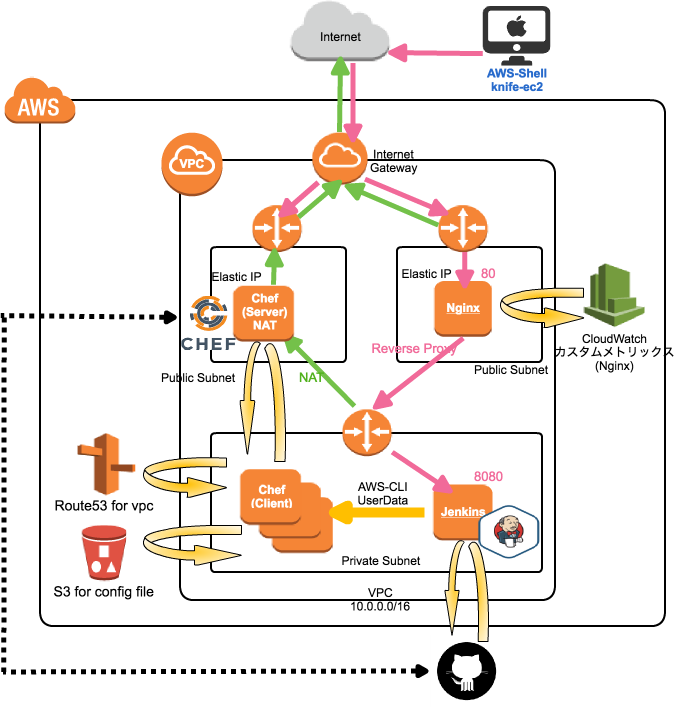 Internet
AWS-Shell
knife-ec2
AWS
VPC
Internet
Gateway
Elastic IP
Elastic IP
80
Chef
(Server)
NAT
CHEF
Nginx
CloudWatch
カスタムメトリックス
(Nginx)
Reverse Proxy
Public Subnet
NAT
Public Subnet
Route53 for vpc
Chef
(Client)
AWS-CLI
UserData
8080
Jenkins
S3 for config file
Private Subnet
VPC
10.0.0.0/16